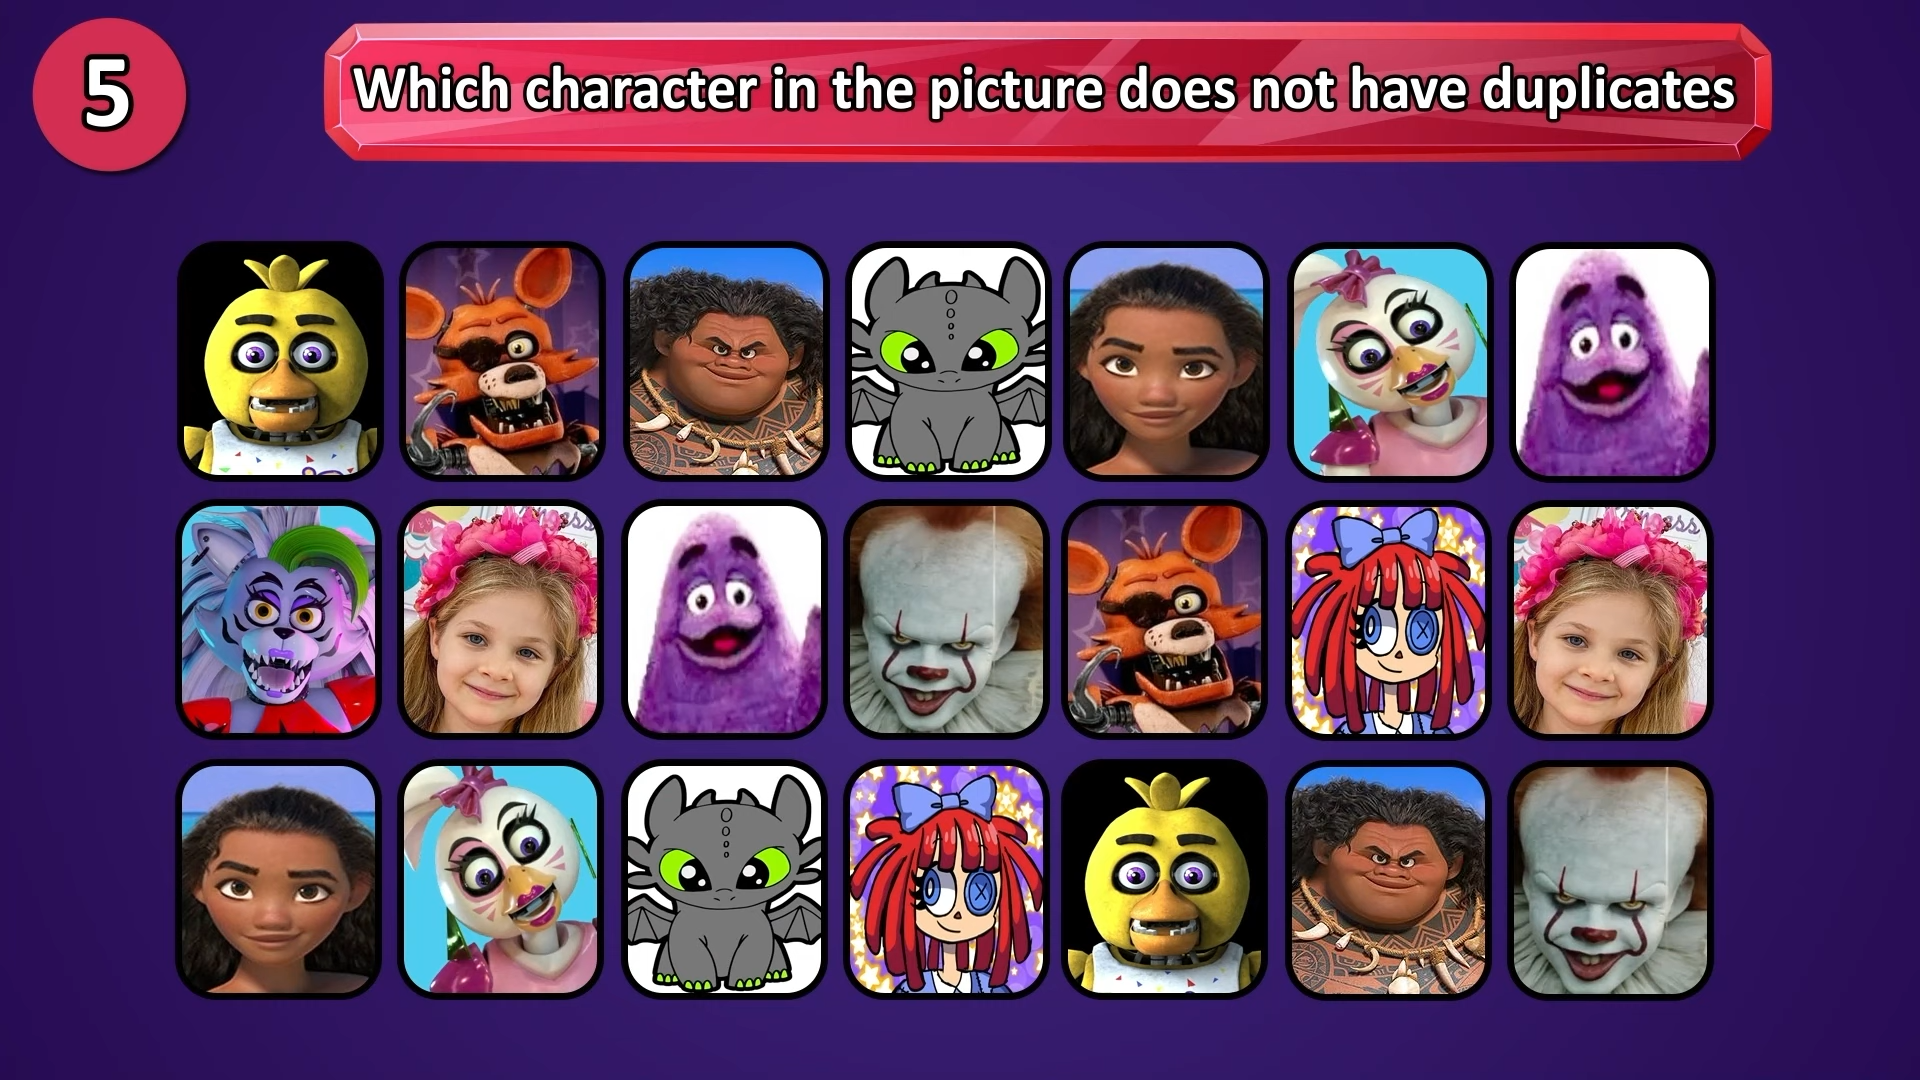 5
Which character in the picture does not have duplicates